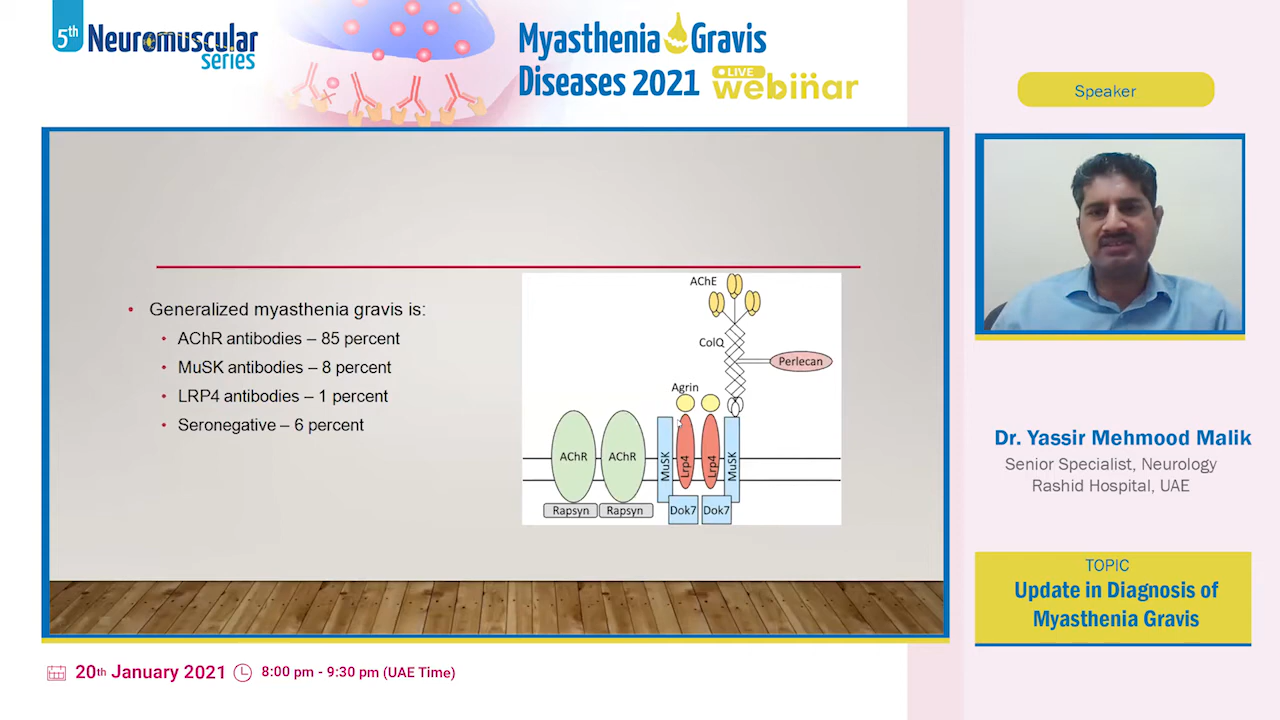 5th Neuromuscular
series
Myasthenia Gravis
Diseases 2021 LIVE webinar
Speaker
Generalized myasthenia gravis is:
AChR antibodies – 85 percent
MuSK antibodies – 8 percent
LRP4 antibodies – 1 percent
Seronegative – 6 percent
AChE
ColQ
Perlecan
Agrin
AChR AChR MuSK Lrp4 Lrp4 MuSK
Rapsyn Rapsyn Dok7 Dok7
Dr. Yassir Mehmood Malik
Senior Specialist, Neurology
Rashid Hospital, UAE
TOPIC
Update in Diagnosis of
Myasthenia Gravis
20th January 2021 8:00 pm - 9:30 pm (UAE Time)